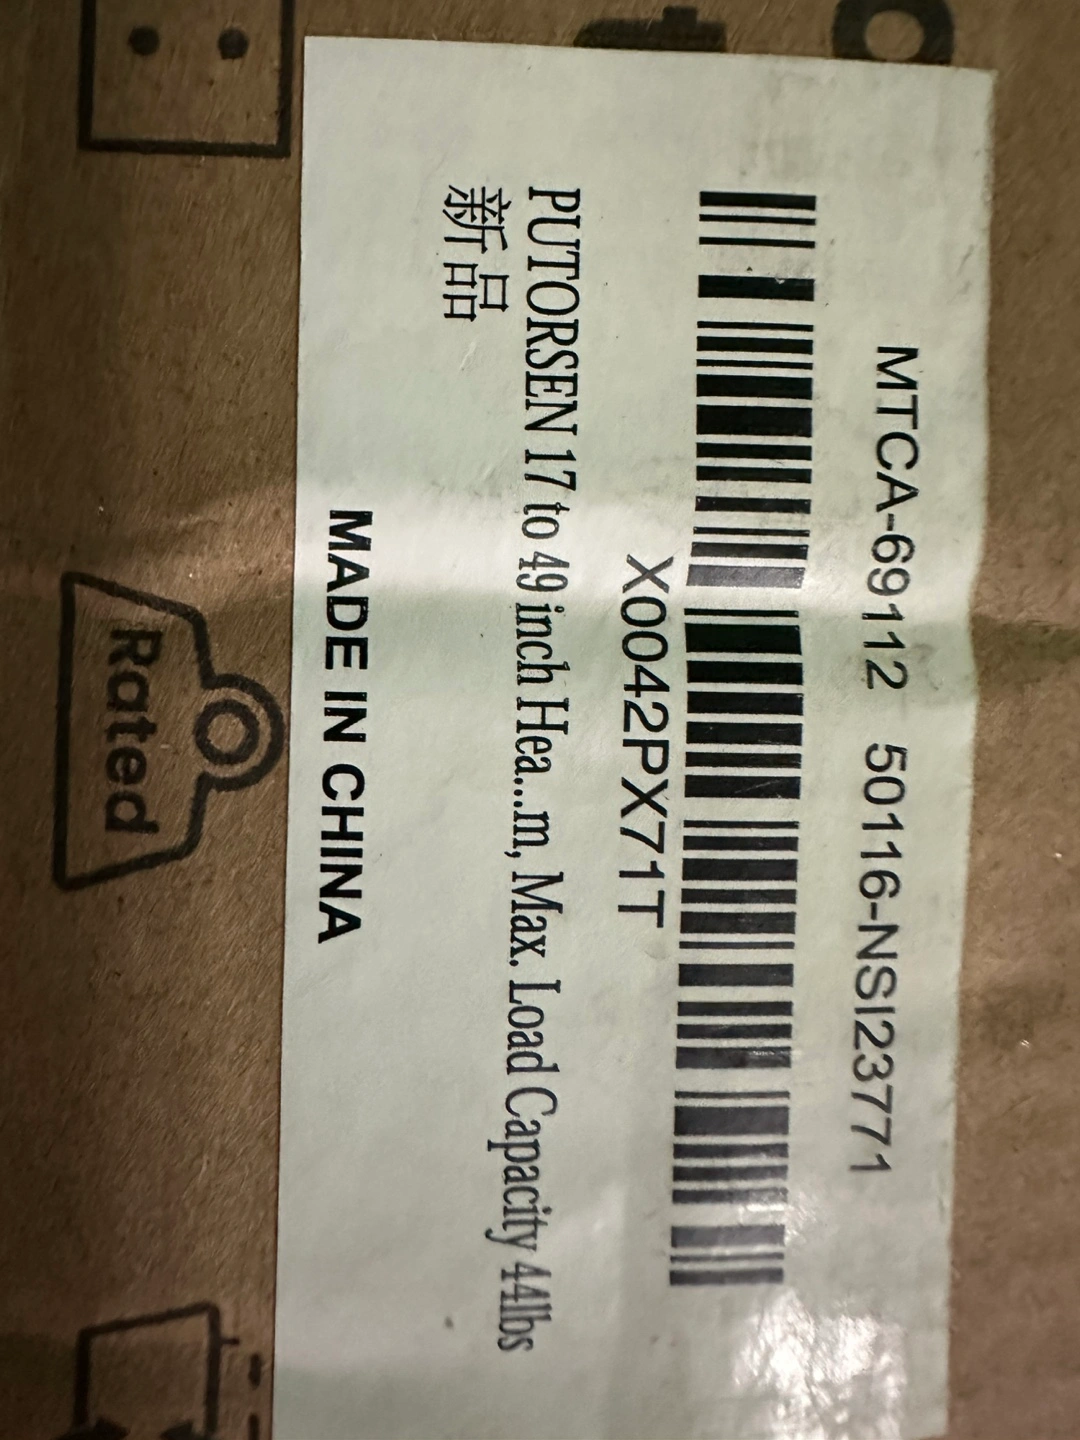 MTCA-69112 50116-NSI23771
X0042PX71T
PUTORSEN 17 to 49 inch Hea...m, Max. Load Capacity 44lbs
新品
MADE IN CHINA
Rated